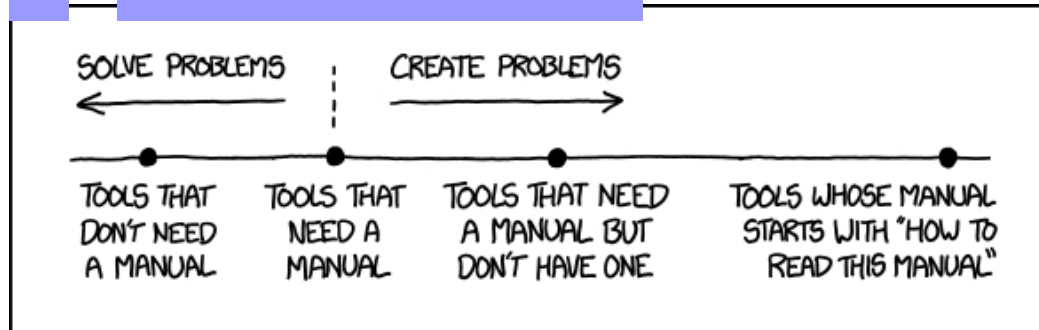 SOLVE PROBLEMS
CREATE PROBLEMS
TOOLS THAT
DON'T NEED
A MANUAL
TOOLS THAT
NEED A
MANUAL
TOOLS THAT NEED
A MANUAL BUT
DON'T HAVE ONE
TOOLS WHOSE MANUAL
STARTS WITH "HOW TO
READ THIS MANUAL"